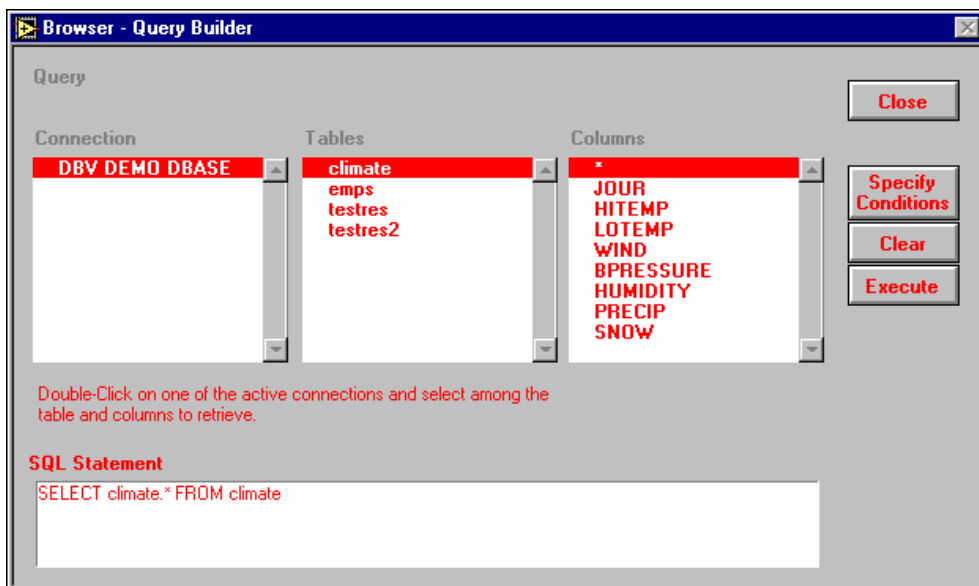 Browser - Query Builder
Query
Close
Connection
Tables
Columns
DBV DEMO DBASE
climate
emps
testres
testres2
*
JOUR
HITEMP
LOTEMP
WIND
BPRESSURE
HUMIDITY
PRECIP
SNOW
Specify
Conditions
Clear
Execute
Double-Click on one of the active connections and select among the
table and columns to retrieve.
SQL Statement
SELECT climate.* FROM climate